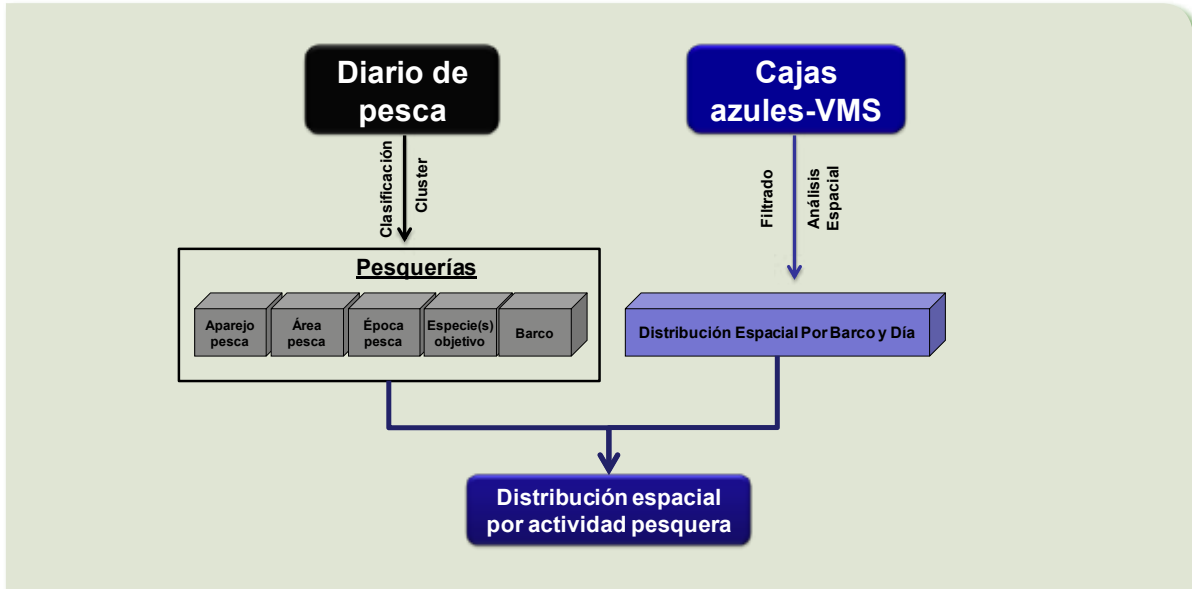 Diario de
pesca
Cajas
azules-VMS
Clasificación
Cluster
Filtrado
Análisis
Espacial
Pesquerías
Aparejo
pesca
Área
pesca
Época
pesca
Especie(s)
objetivo
Barco
Distribución Espacial Por Barco y Día
Distribución espacial
por actividad pesquera